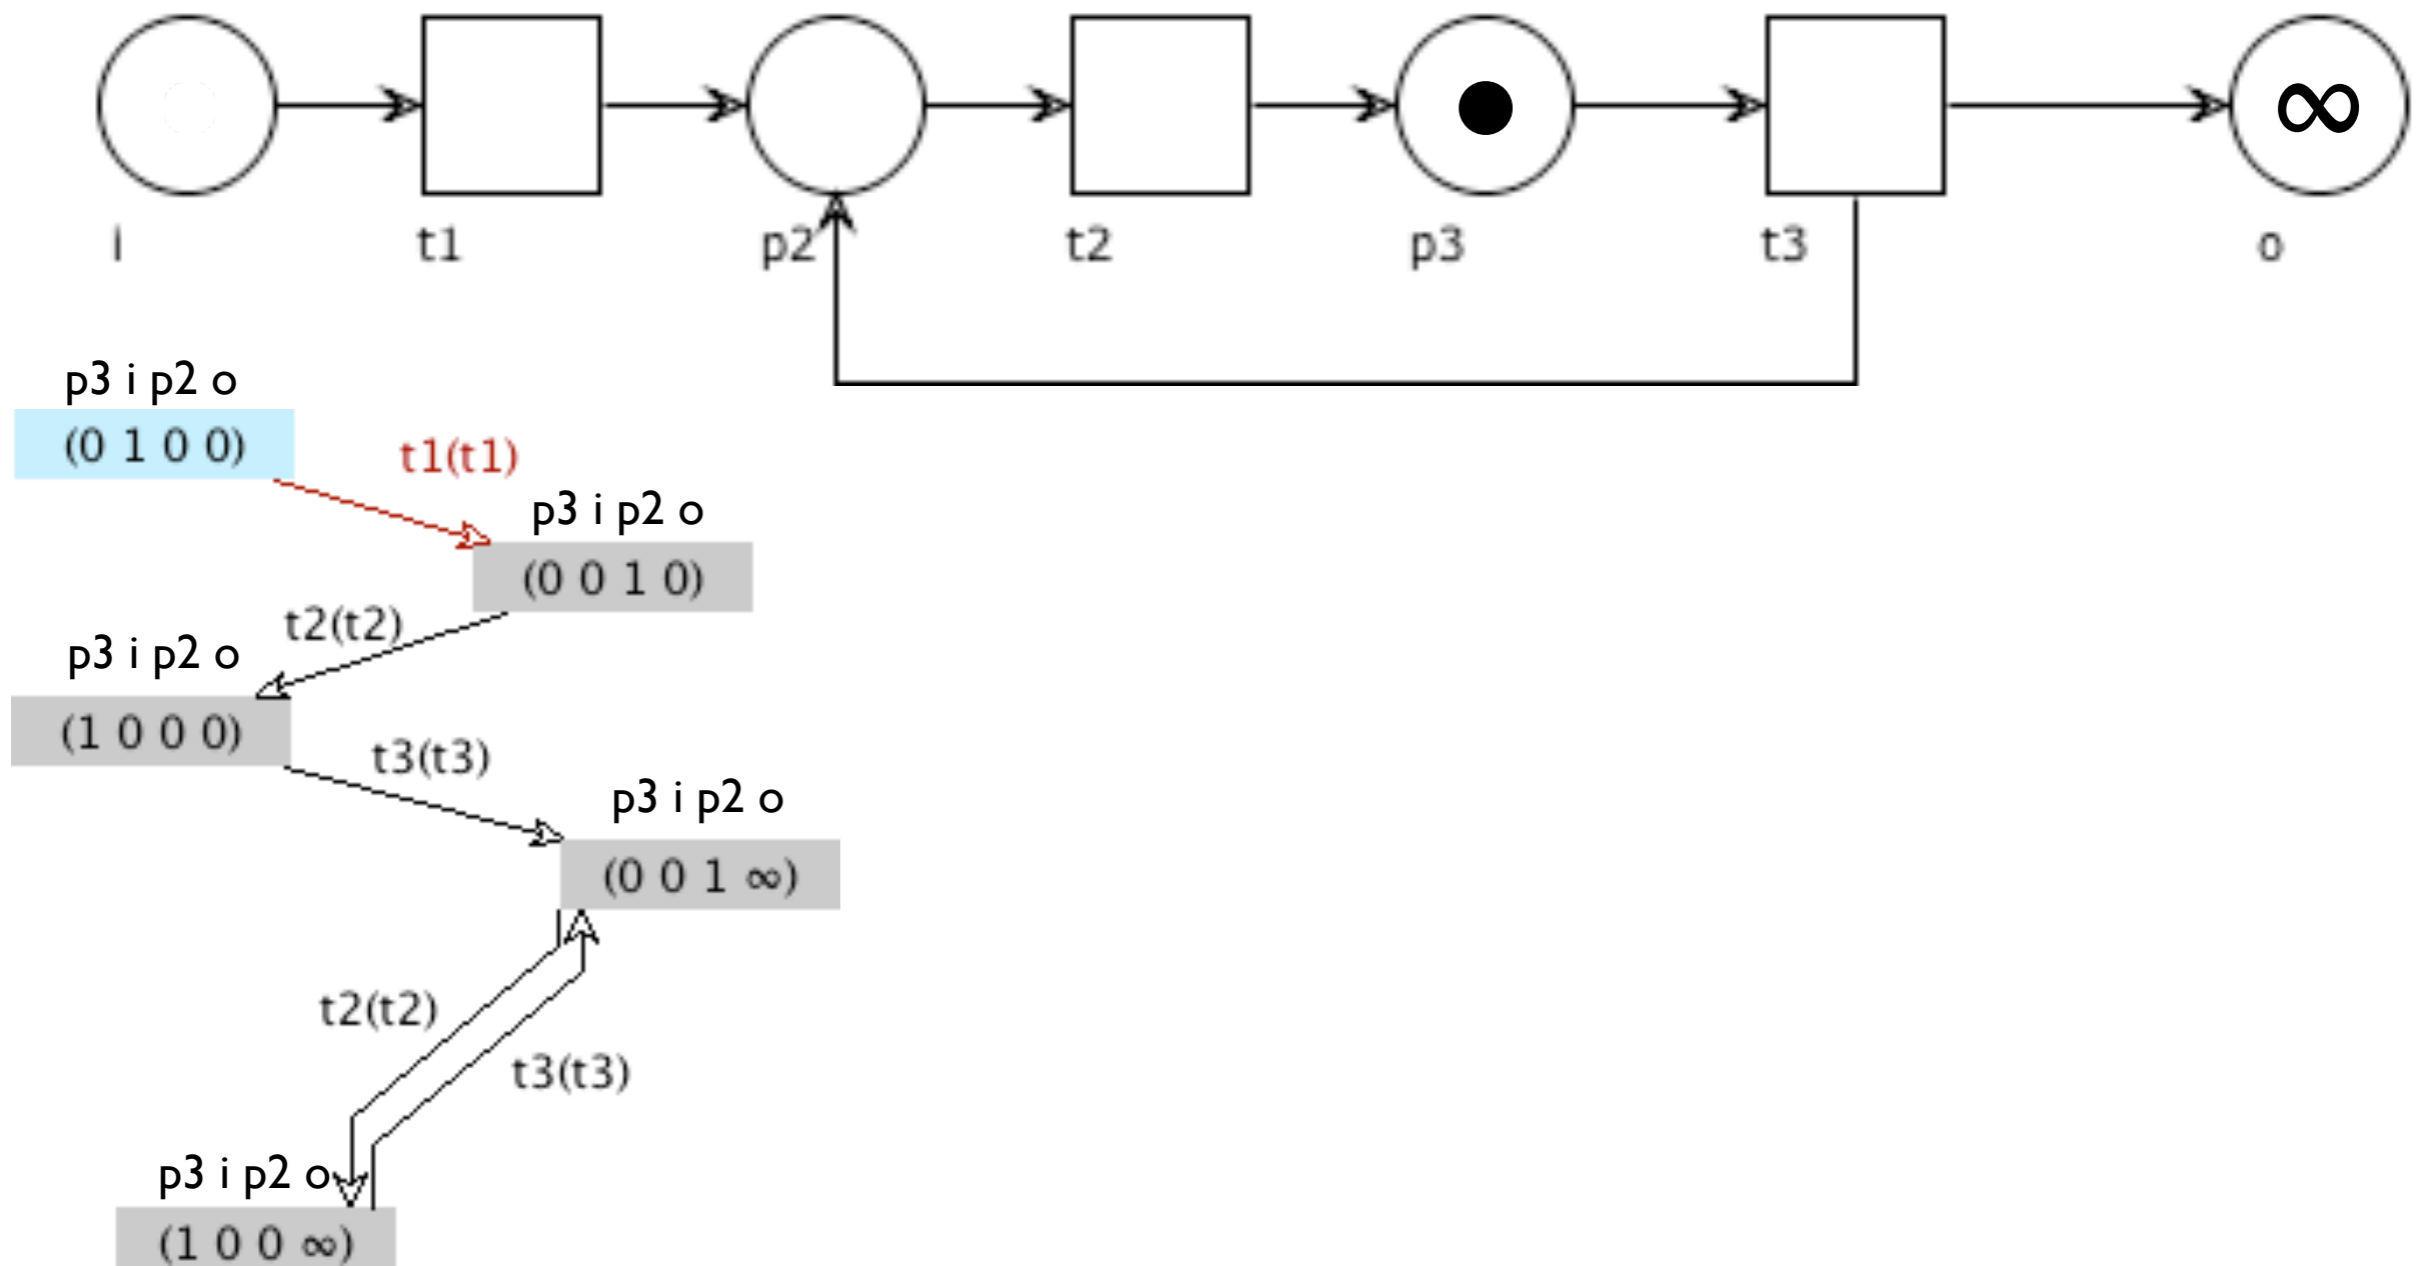 ∞
i t1 p2 t2 p3 t3 o
p3 i p2 o
(0 1 0 0)
t1(t1)
p3 i p2 o
(0 0 1 0)
t2(t2)
p3 i p2 o
(1 0 0 0)
t3(t3)
p3 i p2 o
(0 0 1 ∞)
t2(t2)
t3(t3)
p3 i p2 o
(1 0 0 ∞)